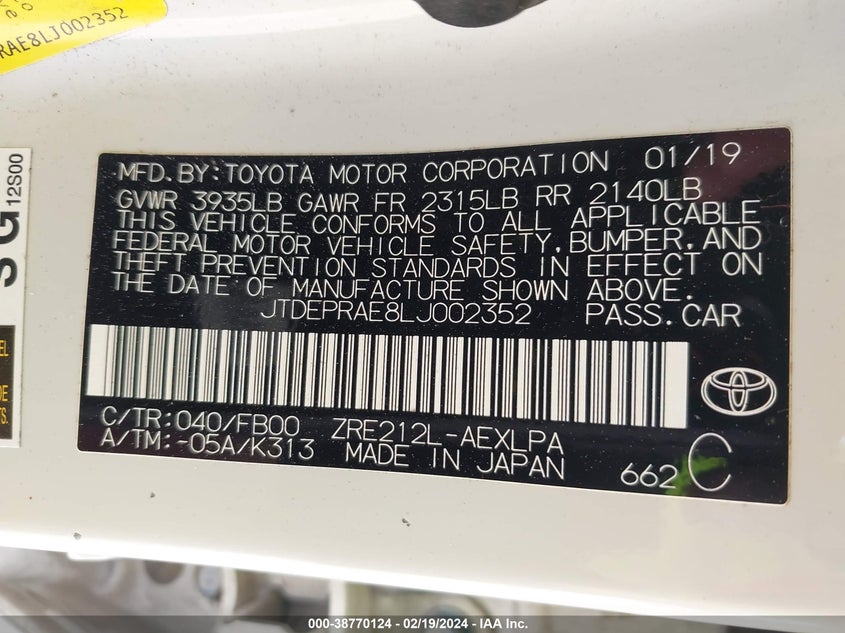 RAE8LJ002352
12S00
MFD.BY:TOYOTA MOTOR CORPORATION 01/19
GVWR 3935LB GAWR FR 2315LB RR 2140LB
THIS VEHICLE CONFORMS TO ALL APPLICABLE
FEDERAL MOTOR VEHICLE SAFETY,BUMPER,AND
THEFT PREVENTION STANDARDS IN EFFECT ON
THE DATE OF MANUFACTURE SHOWN ABOVE.
JTDEPRAE8LJ002352 PASS.CAR
C/TR:040/FB00 ZRE212L-AEXLPA
A/TM:-05A/K313 MADE IN JAPAN
662 C
000-38770124 - 02/19/2024 - IAA Inc.